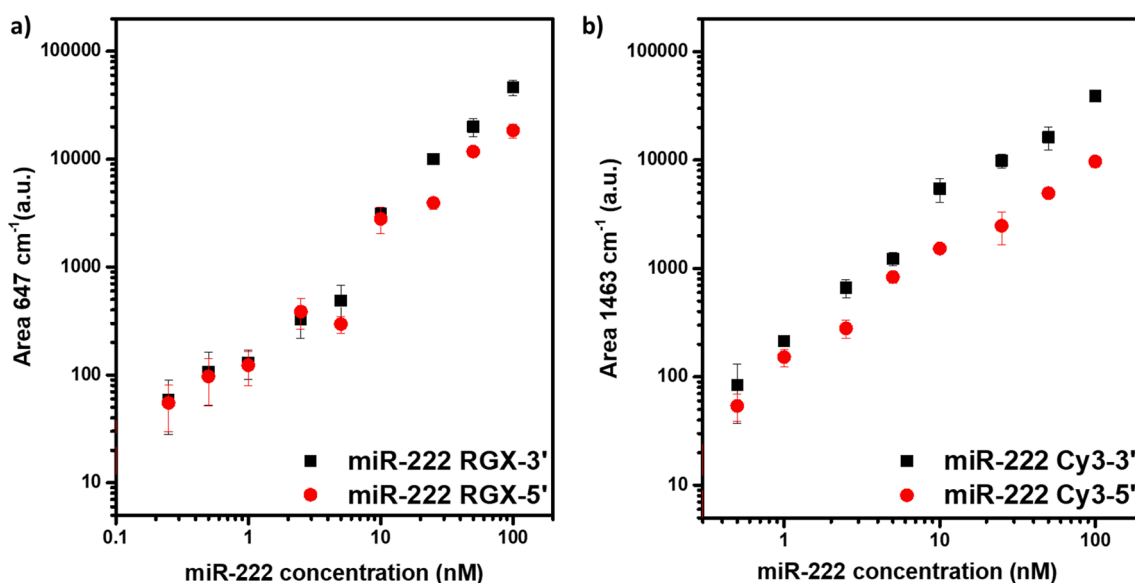 a)
100000
10000
1000
100
10
Area 647 cm⁻¹(a.u.)
■ miR-222 RGX-3'
● miR-222 RGX-5'
0.1 1 10 100
miR-222 concentration (nM)
b)
100000
10000
1000
100
10
Area 1463 cm⁻¹ (a.u.)
■ miR-222 Cy3-3'
● miR-222 Cy3-5'
1 10 100
miR-222 concentration (nM)